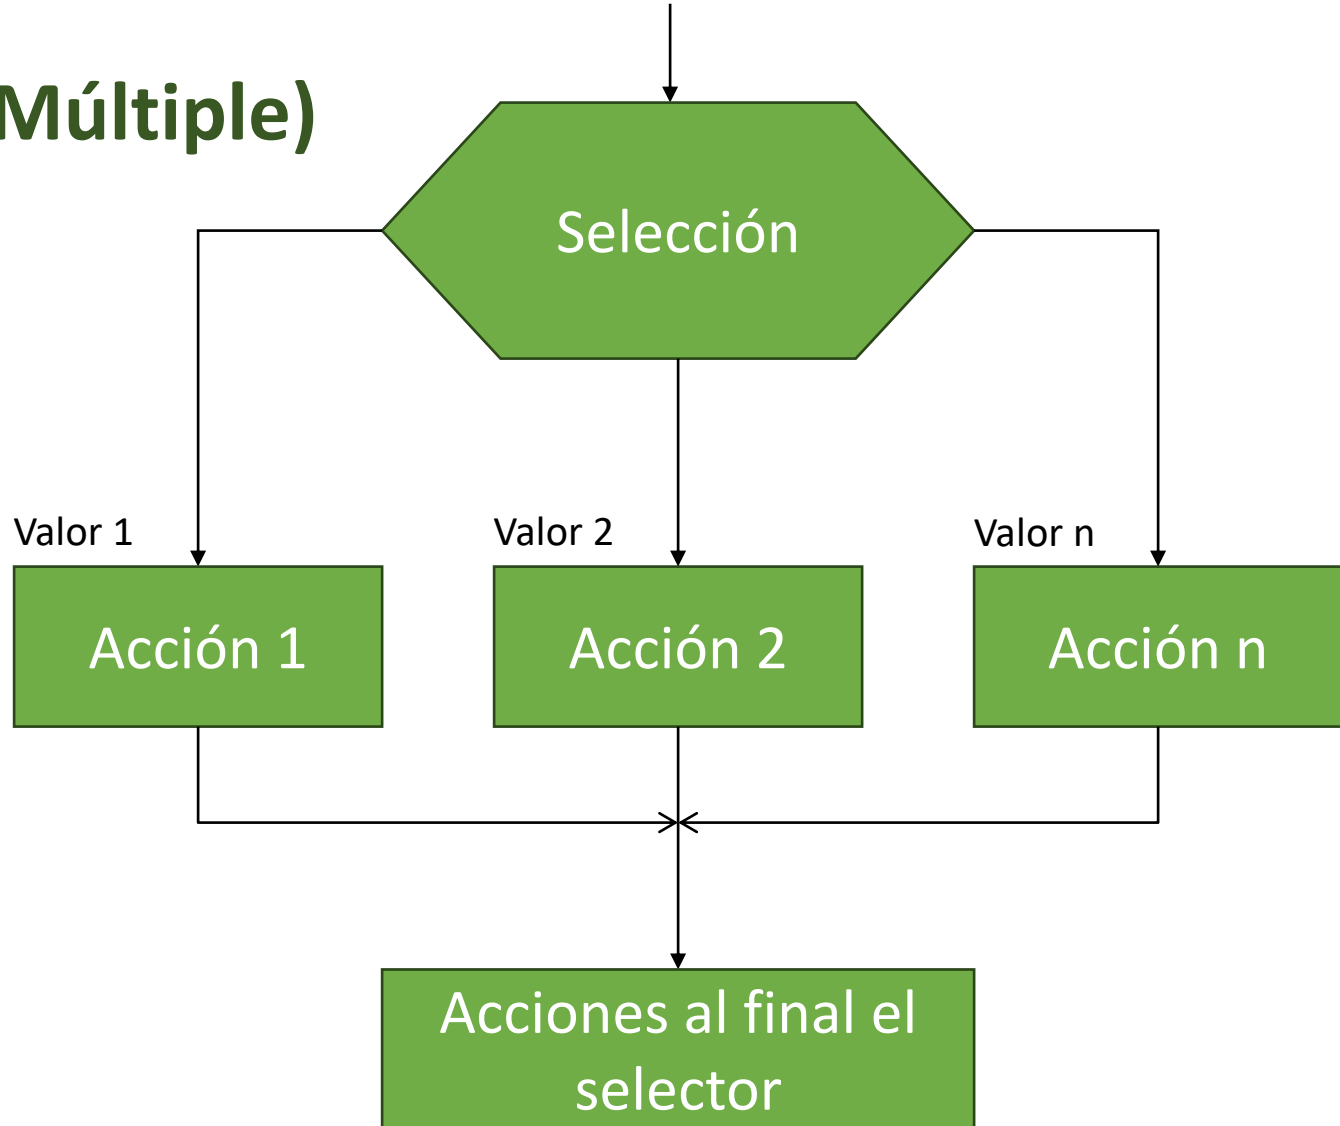 Múltiple)
Selección
Valor 1
Valor 2
Valor n
Acción 1
Acción 2
Acción n
Acciones al final el
selector